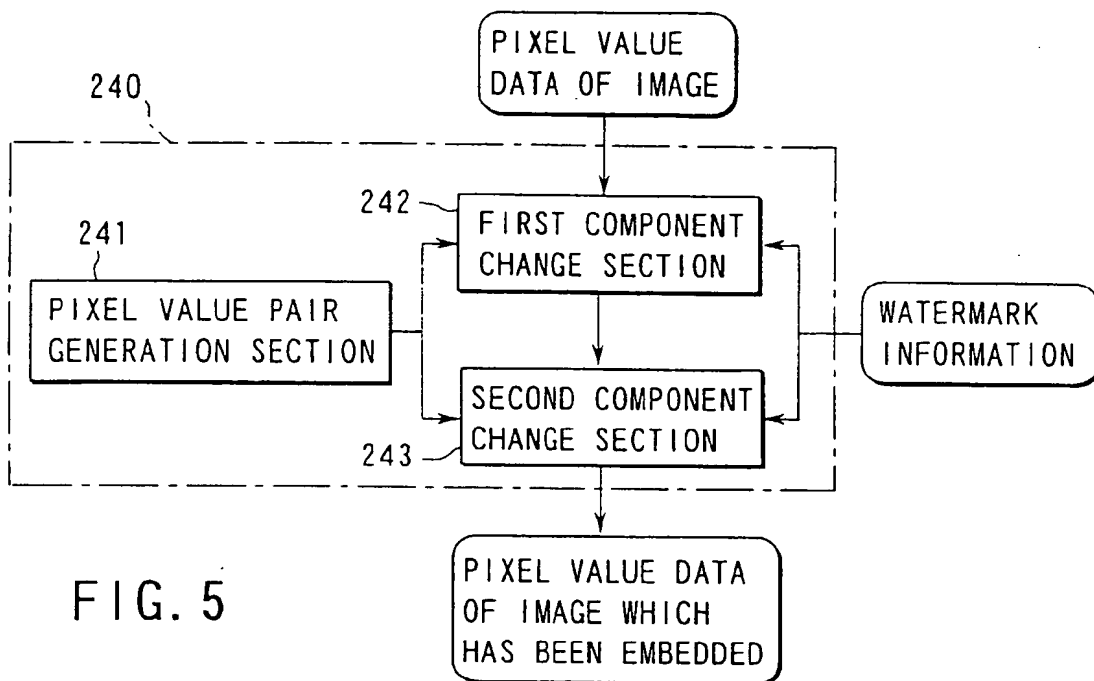 PIXEL VALUE
DATA OF IMAGE
240
242
FIRST COMPONENT
CHANGE SECTION
241
PIXEL VALUE PAIR
GENERATION SECTION
WATERMARK
INFORMATION
SECOND COMPONENT
CHANGE SECTION
243
PIXEL VALUE DATA
OF IMAGE WHICH
HAS BEEN EMBEDDED
FIG. 5